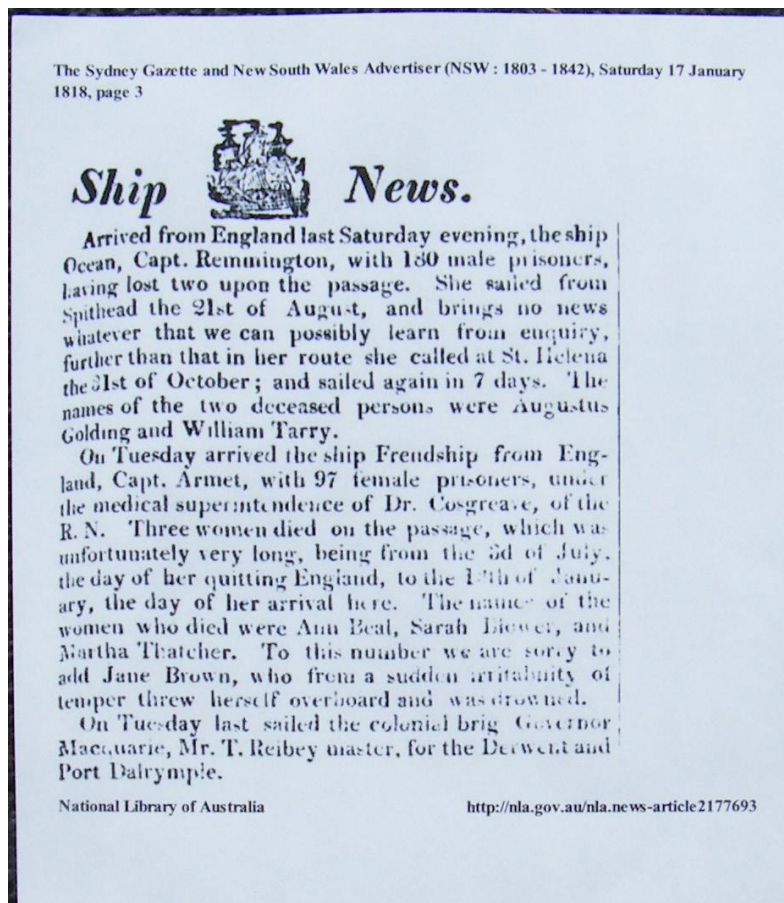 The Sydney Gazette and New South Wales Advertiser (NSW : 1803 - 1842), Saturday 17 January
1818, page 3
Ship News.
Arrived from England last Saturday evening, the ship
Ocean, Capt. Remmington, with 180 male prisoners,
having lost two upon the passage. She sailed from
Spithead the 21st of August, and brings no news
whatever that we can possibly learn from enquiry,
further than that in her route she called at St. Helena
the 31st of October; and sailed again in 7 days. The
names of the two deceased persons were Augustus
Golding and William Tarry.
On Tuesday arrived the ship Frendship from Eng-
land, Capt. Armet, with 97 female prisoners, under
the medical superintendence of Dr. Cosgreave, of the
R. N. Three women died on the passage, which was
unfortunately very long, being from the 3d of July,
the day of her quitting England, to the of Janu-
ary, the day of her arrival here. The names of the
women who died were Ann Beal, Sarah Blower, and
Martha Thatcher. To this number we are sorry to
add Jane Brown, who from a sudden irritability of
temper threw herself overboard and was drowned.
On Tuesday last sailed the colonial brig Governor
Macquarie, Mr. T. Reibey master, for the Derwent and
Port Dalrymple.
National Library of Australia http://nla.gov.au/nla.news-article2177693